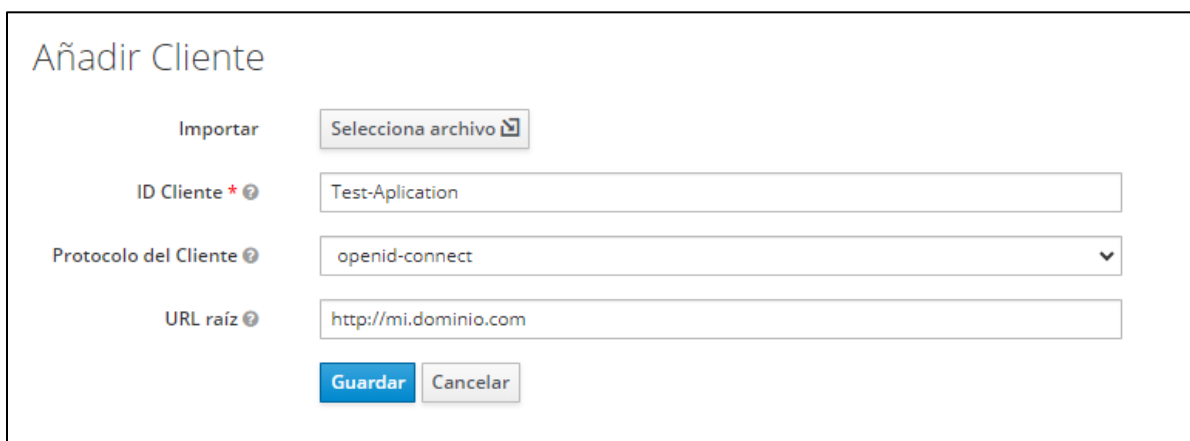 Añadir Cliente
Importar Selecciona archivo
ID Cliente * Test-Aplication
Protocolo del Cliente openid-connect
URL raíz http://mi.dominio.com
Guardar Cancelar